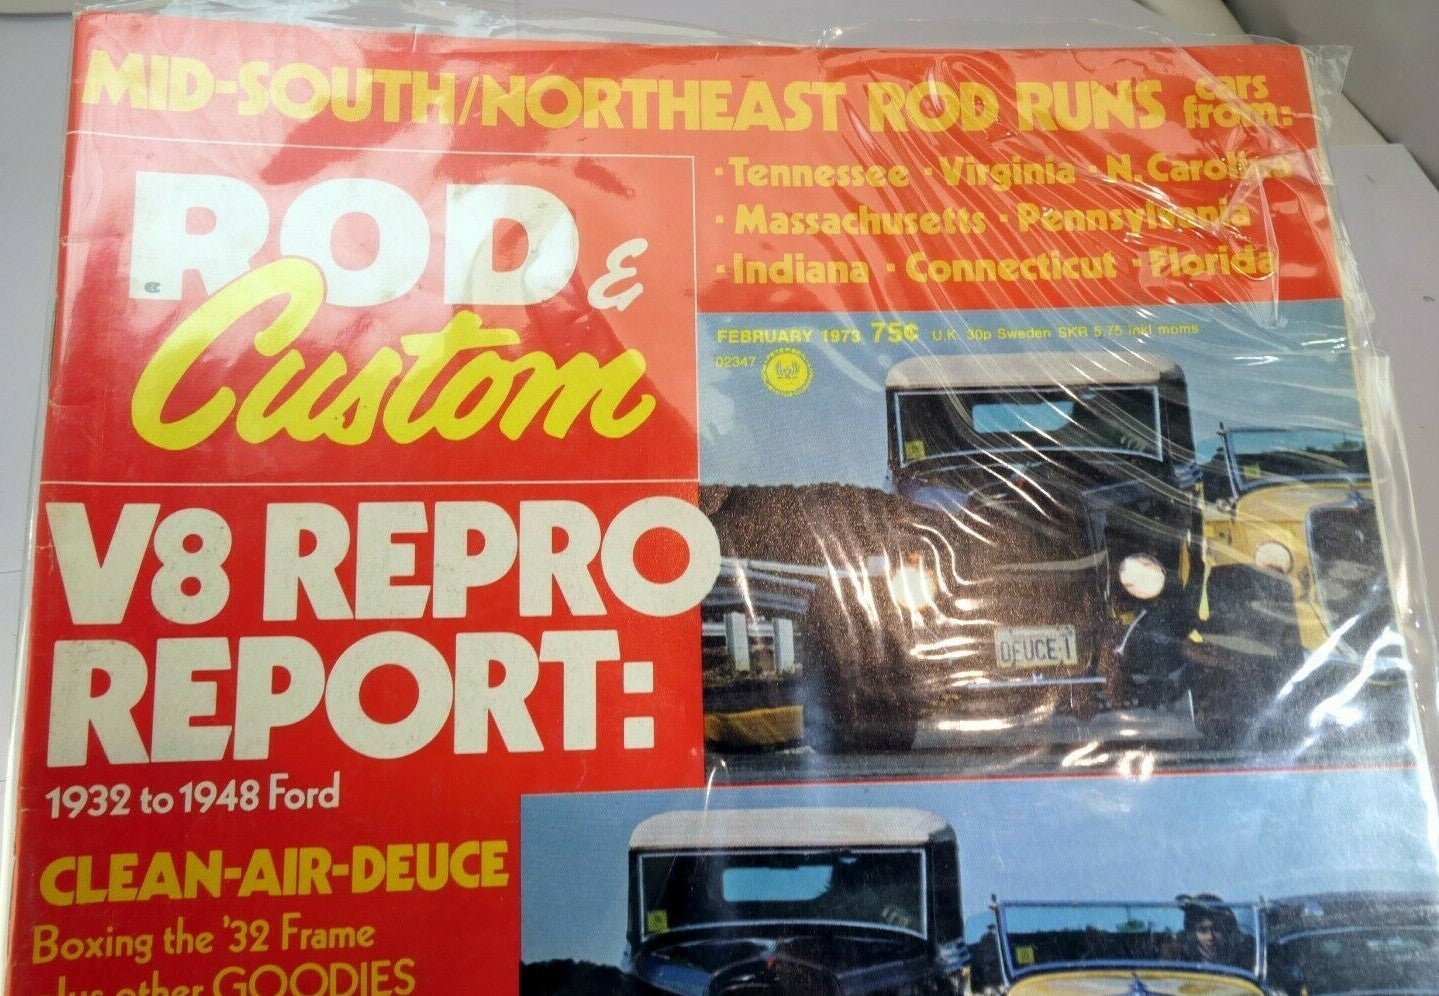 MID-SOUTH/NORTHEAST ROD RUNS cars from:
· Tennessee · Virginia · N. Carolina
· Massachusetts · Pennsylvania
· Indiana · Connecticut · Florida
ROD &
Custom
FEBRUARY 1973 75¢ U.K. 30p Sweden SKR 5.75 inkl moms
02347
V8 REPRO
REPORT:
1932 to 1948 Ford
DEUCE 1
CLEAN-AIR-DEUCE
Boxing the '32 Frame
other GOODIES